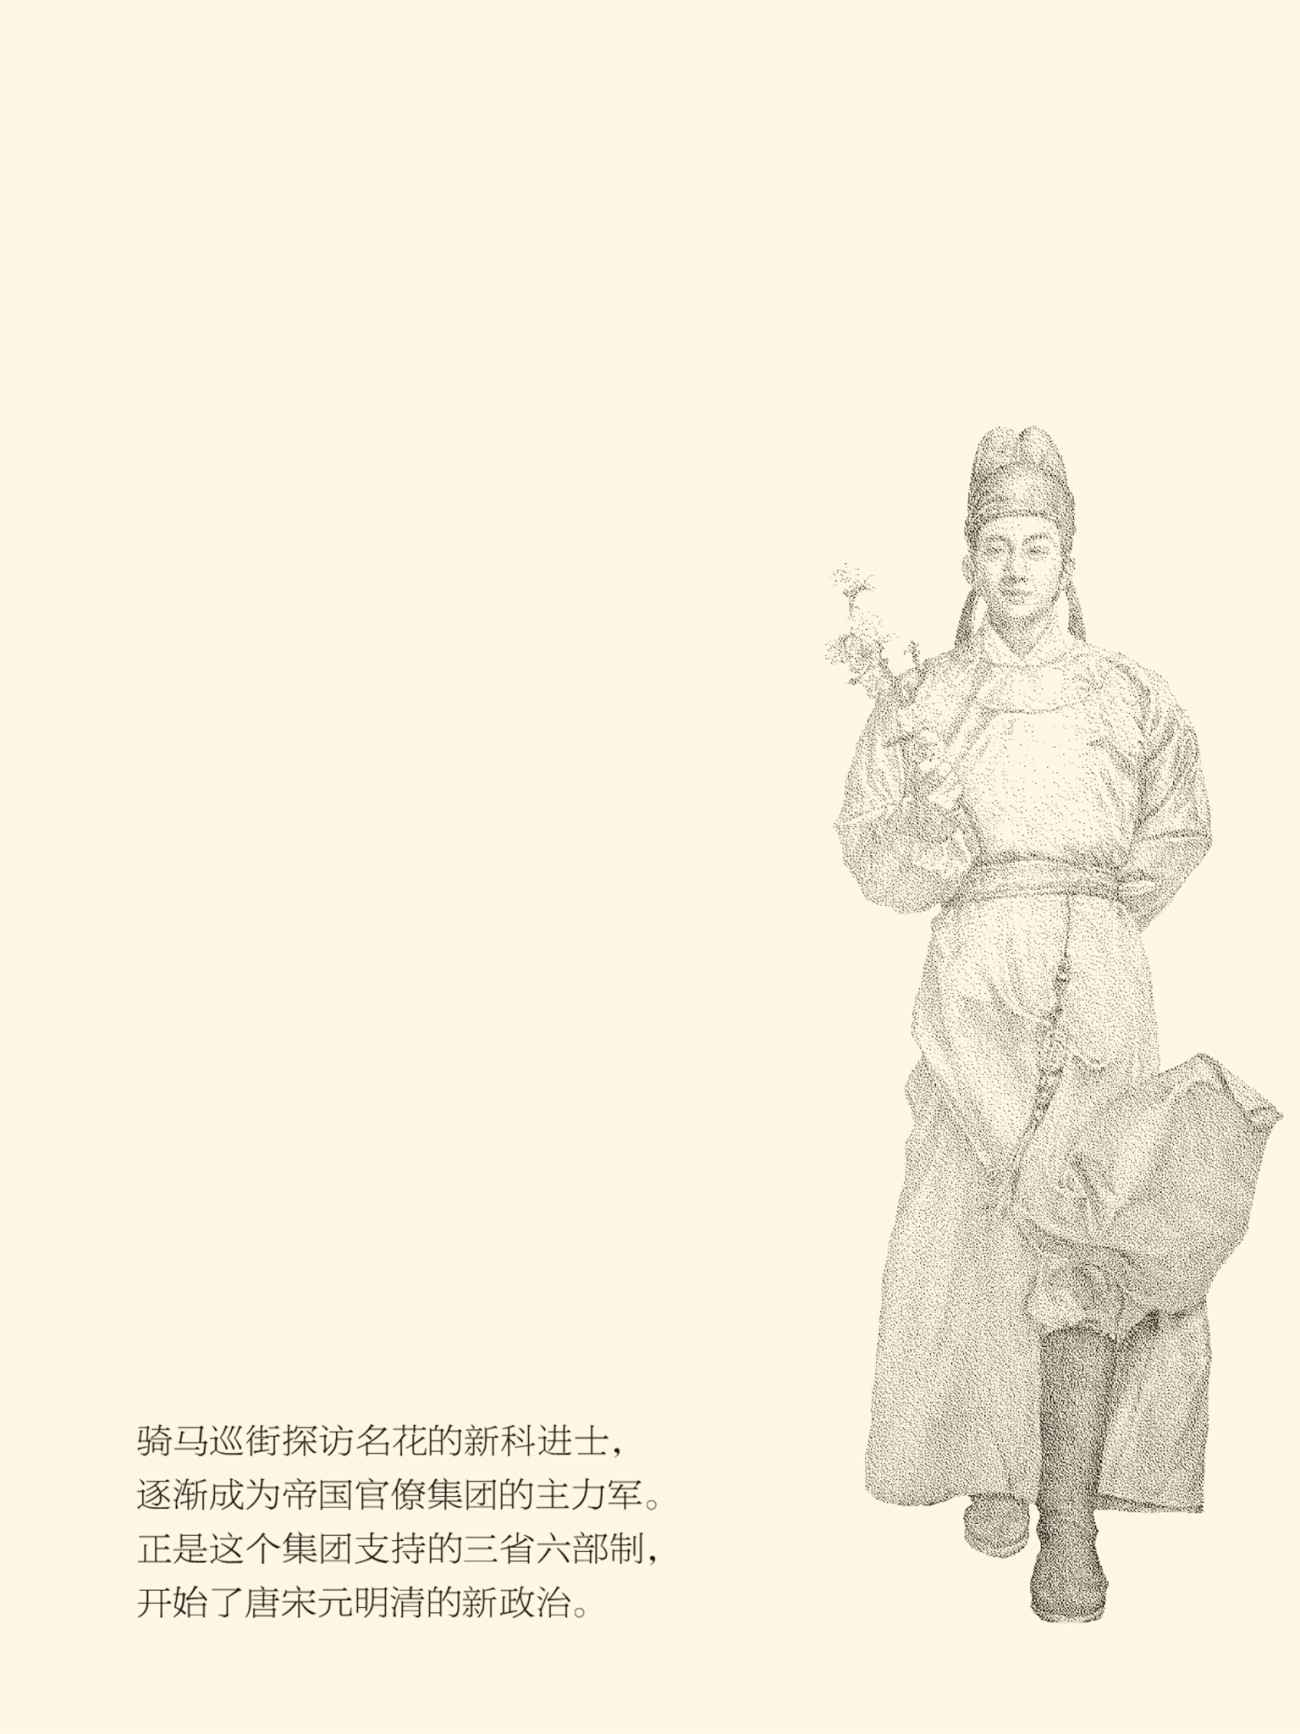 骑马巡街探访名花的新科进士，
逐渐成为帝国官僚集团的主力军。
正是这个集团支持的三省六部制，
开始了唐宋元明清的新政治。